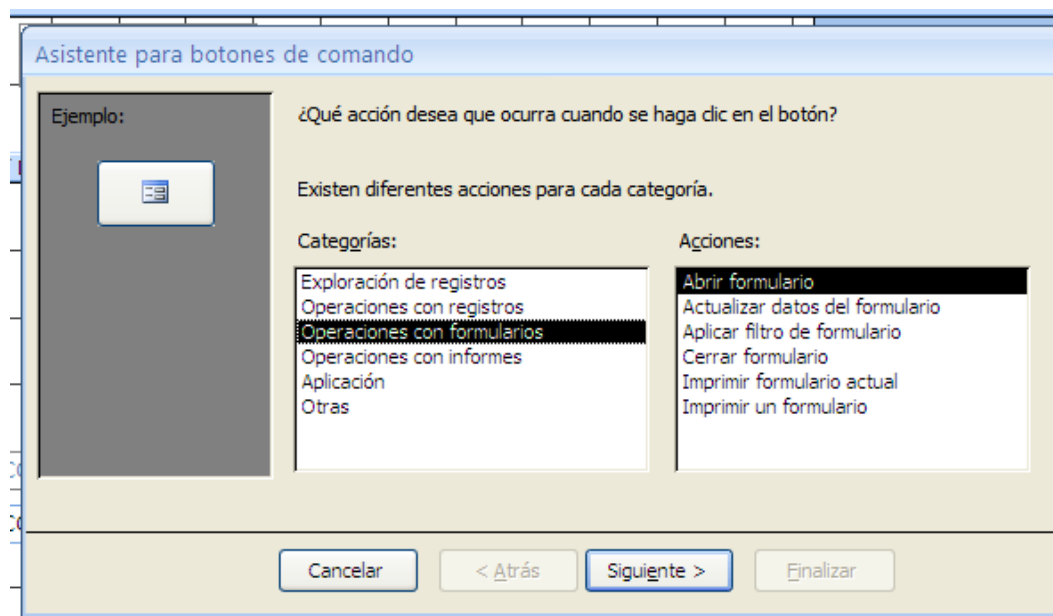 Asistente para botones de comando
Ejemplo:
¿Qué acción desea que ocurra cuando se haga clic en el botón?
Existen diferentes acciones para cada categoría.
Categorías:
Exploración de registros
Operaciones con registros
Operaciones con formularios
Operaciones con informes
Aplicación
Otras
Acciones:
Abrir formulario
Actualizar datos del formulario
Aplicar filtro de formulario
Cerrar formulario
Imprimir formulario actual
Imprimir un formulario
Cancelar
< Atrás
Siguiente >
Finalizar